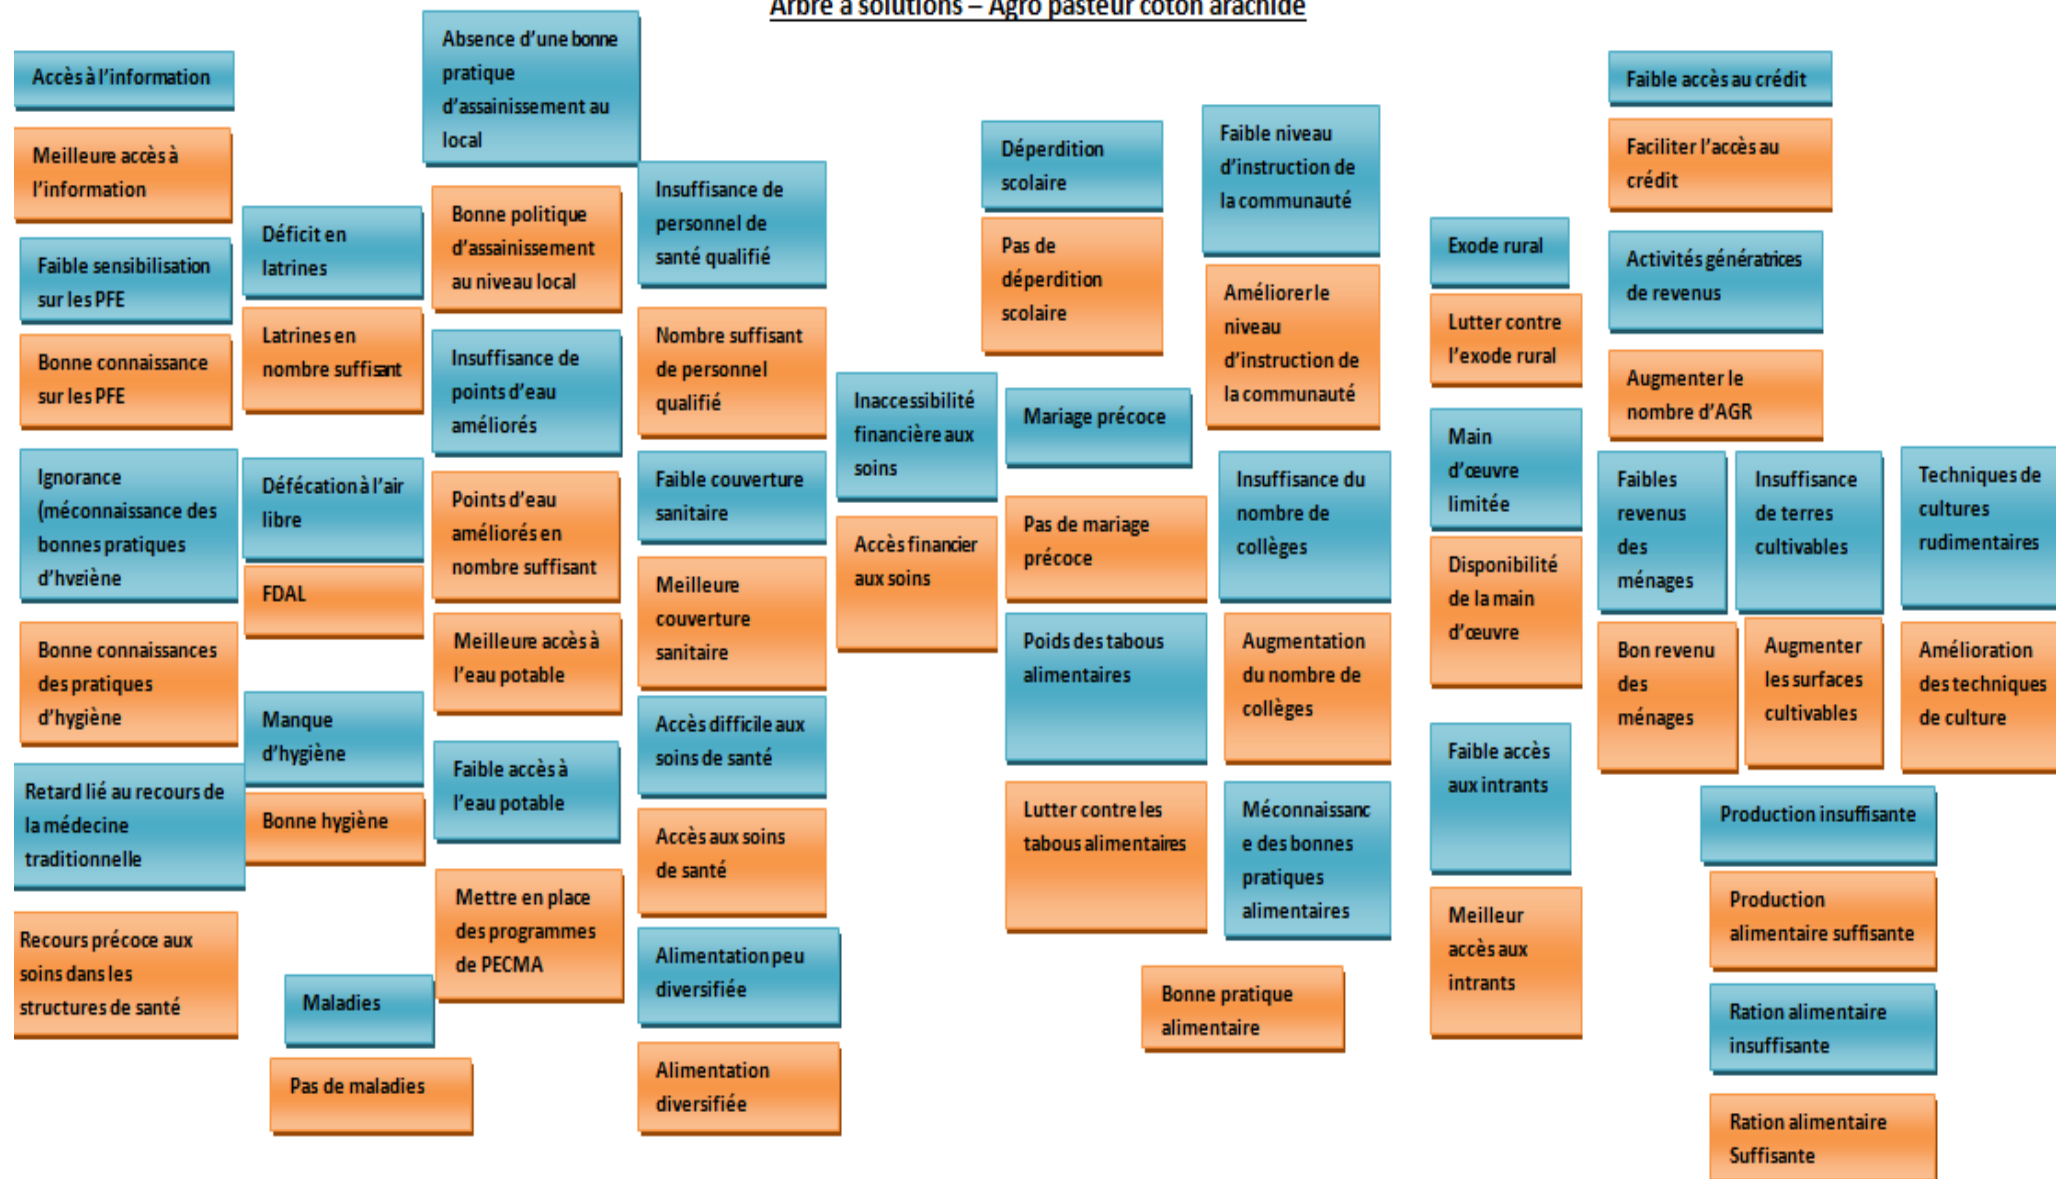 Arbre à solutions – Agro pasteur coton arachide
Accès à l'information
Meilleure accès à
l'information
Faible sensibilisation
sur les PFE
Bonne connaissance
sur les PFE
Ignorance
(méconnaissance des
bonnes pratiques
d'hygiène
Bonne connaissances
des pratiques
d'hygiène
Retard lié au recours de
la médecine
traditionnelle
Recours précoce aux
soins dans les
structures de santé
Déficit en
latrines
Latrines en
nombre suffisant
Défécation à l'air
libre
FDAL
Manque
d'hygiène
Bonne hygiène
Maladies
Pas de maladies
Absence d'une bonne
pratique
d'assainissement au
local
Bonne politique
d'assainissement
au niveau local
Insuffisance de
points d'eau
améliorés
Points d'eau
améliorés en
nombre suffisant
Meilleure accès à
l'eau potable
Faible accès à
l'eau potable
Mettre en place
des programmes
de PECMA
Insuffisance de
personnel de
santé qualifié
Nombre suffisant
de personnel
qualifié
Faible couverture
sanitaire
Meilleure
couverture
sanitaire
Accès difficile aux
soins de santé
Accès aux soins
de santé
Alimentation peu
diversifiée
Alimentation
diversifiée
Inaccessibilité
financière aux
soins
Accès financier
aux soins
Déperdition
scolaire
Pas de
déperdition
scolaire
Mariage précoce
Pas de mariage
précoce
Poids des tabous
alimentaires
Lutter contre les
tabous alimentaires
Faible niveau
d'instruction de
la communauté
Améliorer le
niveau
d'instruction de
la communauté
Insuffisance du
nombre de
collèges
Augmentation
du nombre de
collèges
Méconnaissanc
e des bonnes
pratiques
alimentaires
Bonne pratique
alimentaire
Exode rural
Lutter contre
l'exode rural
Main
d'œuvre
limitée
Disponibilité
de la main
d'œuvre
Faible accès
aux intrants
Meilleur
accès aux
intrants
Faible accès au crédit
Faciliter l'accès au
crédit
Activités génératrices
de revenus
Augmenter le
nombre d'AGR
Faibles
revenus
des
ménages
Bon revenu
des
ménages
Insuffisance
de terres
cultivables
Augmenter
les surfaces
cultivables
Techniques de
cultures
rudimentaires
Amélioration
des techniques
de culture
Production insuffisante
Production
alimentaire suffisante
Ration alimentaire
insuffisante
Ration alimentaire
Suffisante